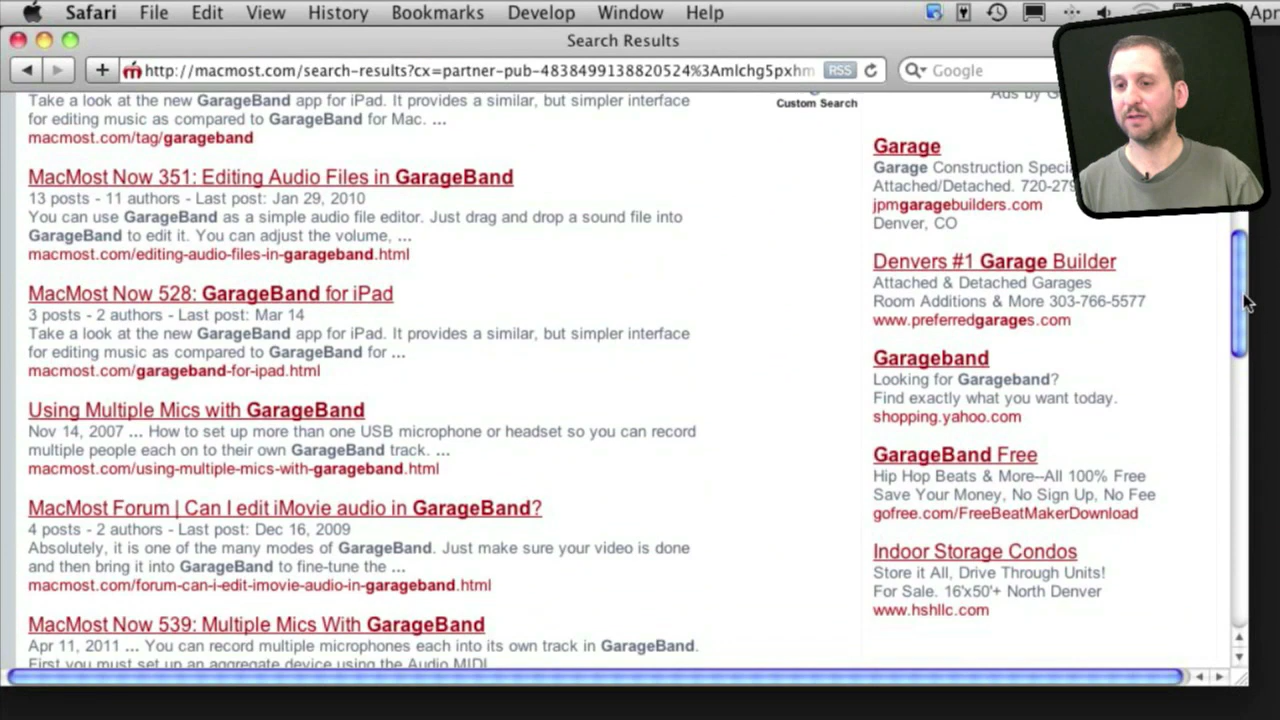 Safari File Edit View History Bookmarks Develop Window Help Apr
Search Results
http://macmost.com/search-results?cx=partner-pub-4838499138820524%3Amlchg5pxhm RSS Google
Take a look at the new GarageBand app for iPad. It provides a similar, but simpler interface
for editing music as compared to GarageBand for Mac. ...
macmost.com/tag/garageband
MacMost Now 351: Editing Audio Files in GarageBand
13 posts - 11 authors - Last post: Jan 29, 2010
You can use GarageBand as a simple audio file editor. Just drag and drop a sound file into
GarageBand to edit it. You can adjust the volume, ...
macmost.com/editing-audio-files-in-garageband.html
MacMost Now 528: GarageBand for iPad
3 posts - 2 authors - Last post: Mar 14
Take a look at the new GarageBand app for iPad. It provides a similar, but simpler interface
for editing music as compared to GarageBand for ...
macmost.com/garageband-for-ipad.html
Using Multiple Mics with GarageBand
Nov 14, 2007 ... How to set up more than one USB microphone or headset so you can record
multiple people each on to their own GarageBand track. ...
macmost.com/using-multiple-mics-with-garageband.html
MacMost Forum | Can I edit iMovie audio in GarageBand?
4 posts - 2 authors - Last post: Dec 16, 2009
Absolutely, it is one of the many modes of GarageBand. Just make sure your video is done
and then bring it into GarageBand to fine-tune the ...
macmost.com/forum-can-i-edit-imovie-audio-in-garageband.html
MacMost Now 539: Multiple Mics With GarageBand
Apr 11, 2011 ... You can record multiple microphones each into its own track in GarageBand.
First you must set up an aggregate device using the Audio MIDI
Custom Search
Ads by G
Garage
Garage Construction Speci
Attached/Detached. 720-279
jpmgaragebuilders.com
Denver, CO
Denvers #1 Garage Builder
Attached & Detached Garages
Room Additions & More 303-766-5577
www.preferredgarages.com
Garageband
Looking for Garageband?
Find exactly what you want today.
shopping.yahoo.com
GarageBand Free
Hip Hop Beats & More--All 100% Free
Save Your Money, No Sign Up, No Fee
gofree.com/FreeBeatMakerDownload
Indoor Storage Condos
Store it All, Drive Through Units!
For Sale. 16'x50'+ North Denver
www.hshllc.com